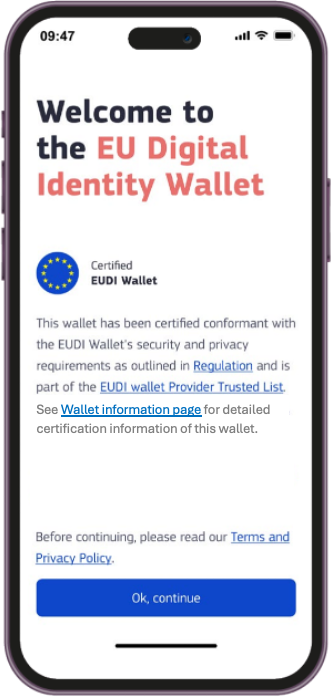 09:47
Welcome to
the EU Digital
Identity Wallet
Certified
EUDI Wallet
This wallet has been certified conformant with
the EUDI Wallet's security and privacy
requirements as outlined in Regulation and is
part of the EUDI wallet Provider Trusted List.
See Wallet information page for detailed
certification information of this wallet.
Before continuing, please read our Terms and
Privacy Policy.
Ok, continue